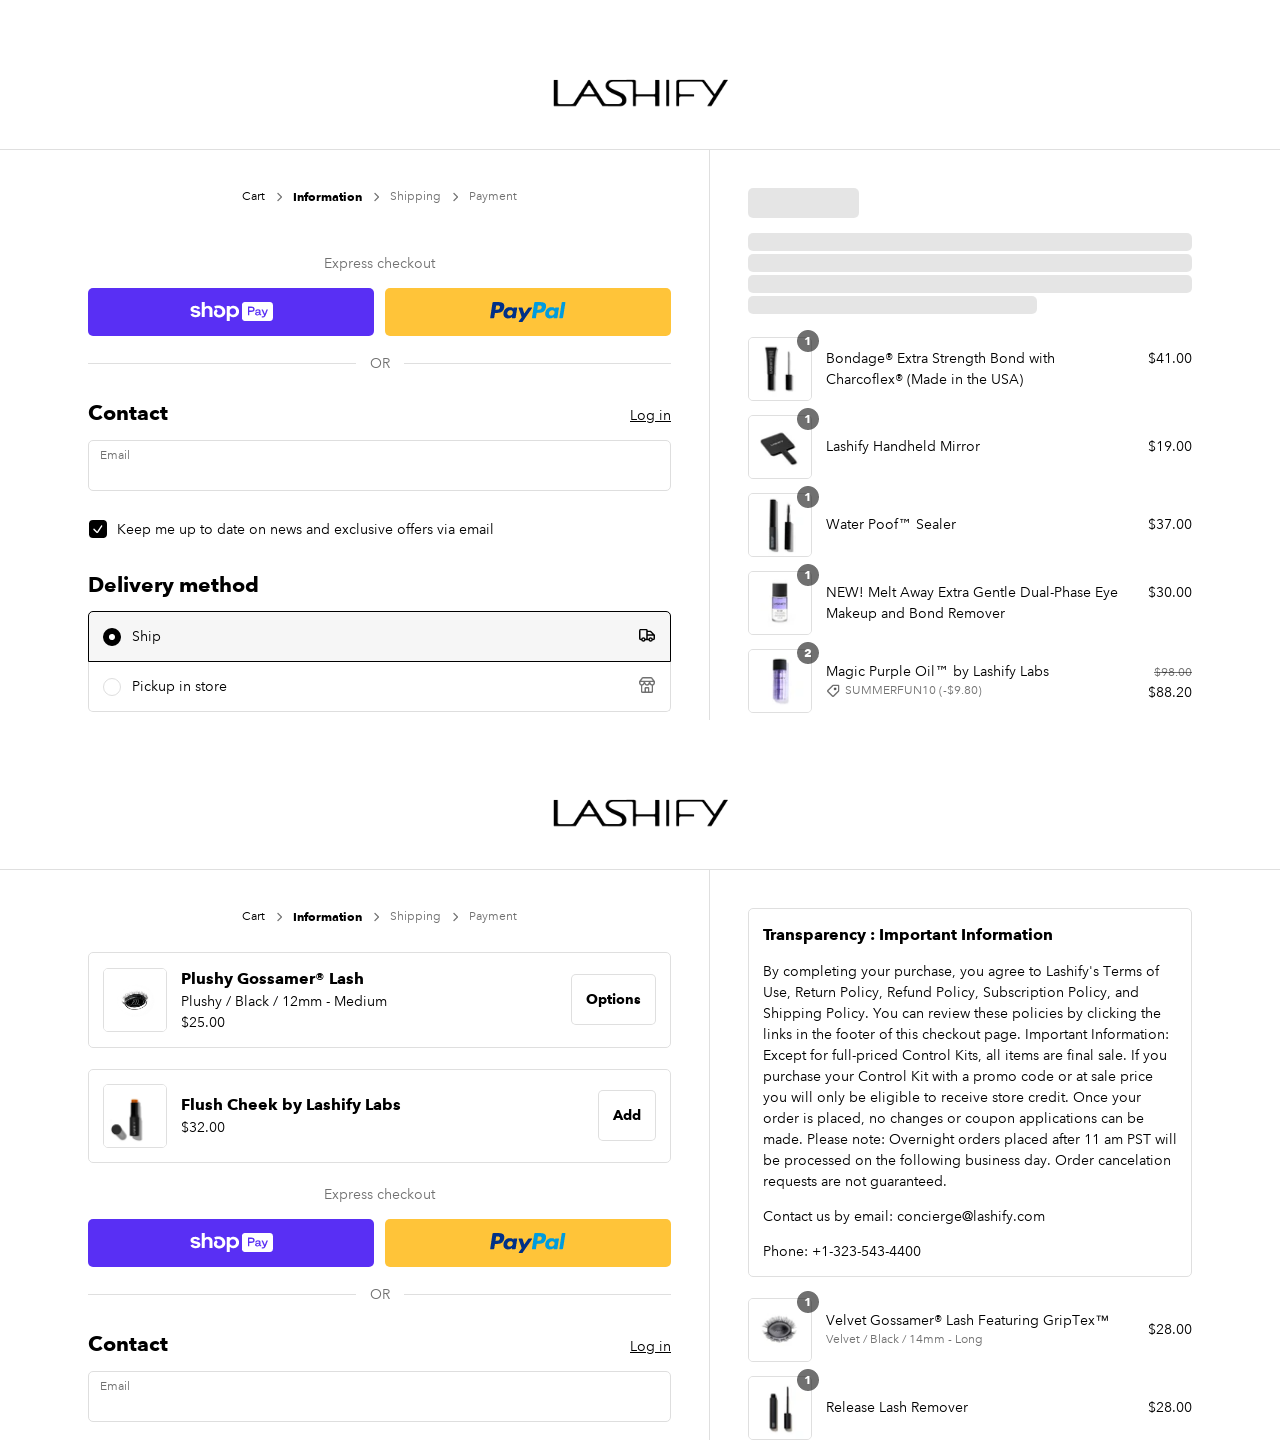 LASHIFY
Cart
Information
Shipping
Payment
Express checkout
shop Pay
PayPal
OR
Contact
Log in
Email
Keep me up to date on news and exclusive offers via email
Delivery method
Ship
Pickup in store
1
Bondage® Extra Strength Bond with
Charcoflex® (Made in the USA)
$41.00
1
Lashify Handheld Mirror
$19.00
1
Water Poof™ Sealer
$37.00
1
NEW! Melt Away Extra Gentle Dual-Phase Eye
Makeup and Bond Remover
$30.00
2
Magic Purple Oil™ by Lashify Labs
SUMMERFUN10 (-$9.80)
$98.00
$88.20
LASHIFY
Cart
Information
Shipping
Payment
Plushy Gossamer® Lash
Plushy / Black / 12mm - Medium
$25.00
Options
Flush Cheek by Lashify Labs
$32.00
Add
Express checkout
shop Pay
PayPal
OR
Contact
Log in
Email
Transparency : Important Information
By completing your purchase, you agree to Lashify's Terms of
Use, Return Policy, Refund Policy, Subscription Policy, and
Shipping Policy. You can review these policies by clicking the
links in the footer of this checkout page. Important Information:
Except for full-priced Control Kits, all items are final sale. If you
purchase your Control Kit with a promo code or at sale price
you will only be eligible to receive store credit. Once your
order is placed, no changes or coupon applications can be
made. Please note: Overnight orders placed after 11 am PST will
be processed on the following business day. Order cancelation
requests are not guaranteed.
Contact us by email: concierge@lashify.com
Phone: +1-323-543-4400
1
Velvet Gossamer® Lash Featuring GripTex™
Velvet / Black / 14mm - Long
$28.00
1
Release Lash Remover
$28.00